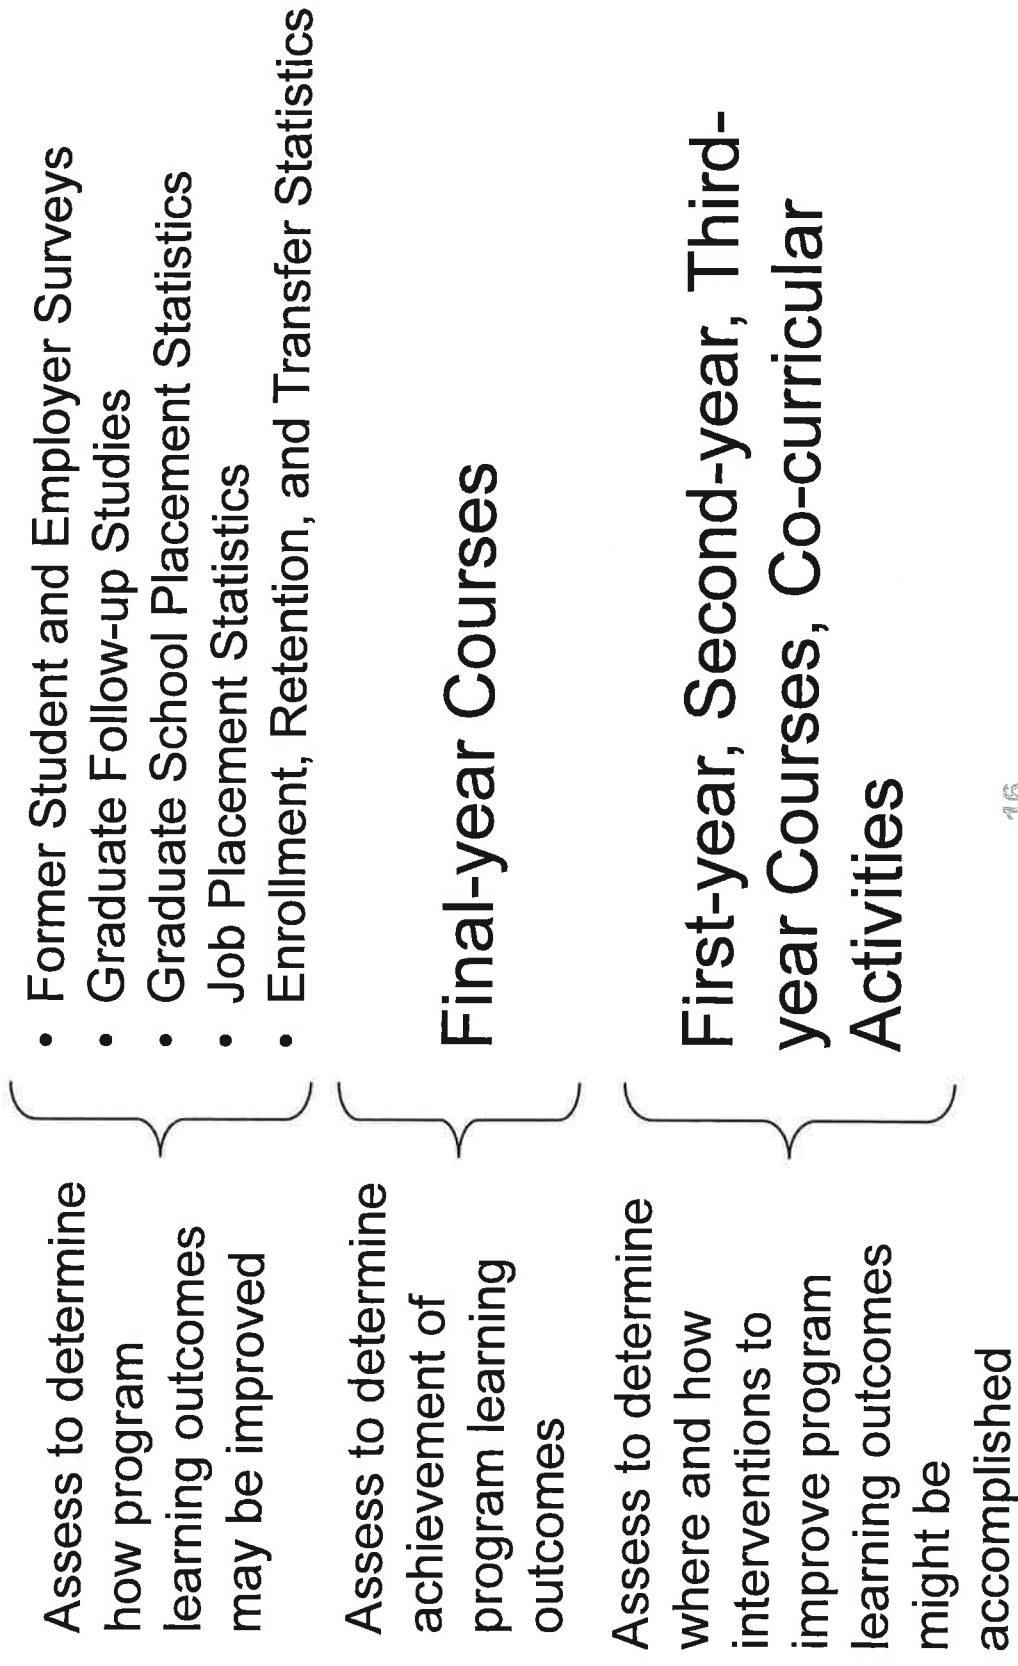 Assess to determine
how program
learning outcomes
may be improved
• Former Student and Employer Surveys
• Graduate Follow-up Studies
• Graduate School Placement Statistics
• Job Placement Statistics
• Enrollment, Retention, and Transfer Statistics
Assess to determine
achievement of
program learning
outcomes
Final-year Courses
Assess to determine
where and how
interventions to
improve program
learning outcomes
might be
accomplished
First-year, Second-year, Third-
year Courses, Co-curricular
Activities
16